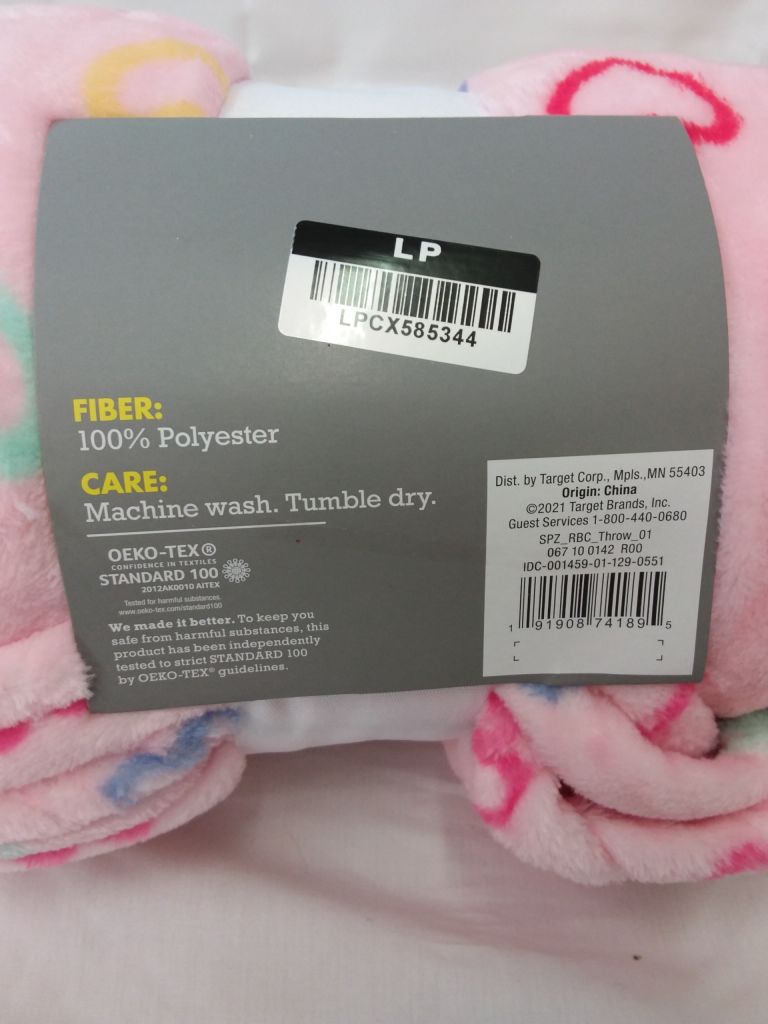 LP
LPCX585344
FIBER:
100% Polyester
CARE:
Machine wash. Tumble dry.
OEKO-TEX®
CONFIDENCE IN TEXTILES
STANDARD 100
2012AK0010 AITEX
Tested for harmful substances.
www.oeko-tex.com/standard100
We made it better. To keep you
safe from harmful substances, this
product has been independently
tested to strict STANDARD 100
by OEKO-TEX® guidelines.
Dist. by Target Corp., Mpls.,MN 55403
Origin: China
©2021 Target Brands, Inc.
Guest Services 1-800-440-0680
SPZ_RBC_Throw_01
067 10 0142 R00
IDC-001459-01-129-0551
1 91908 74189 5